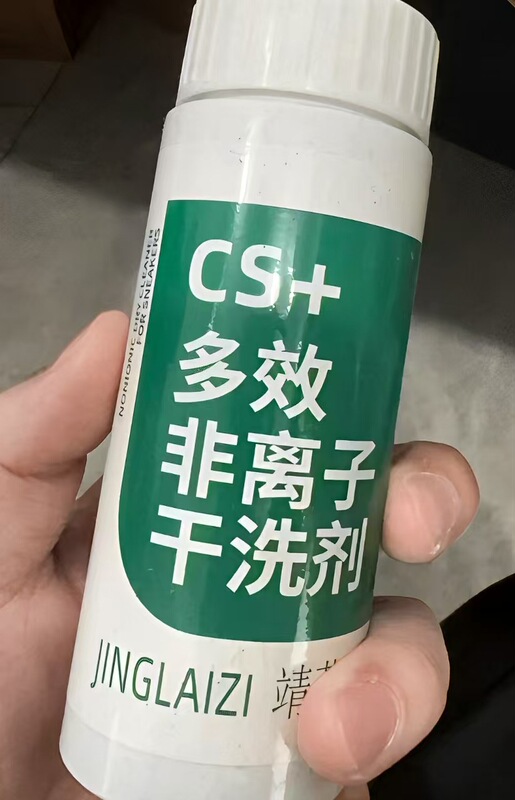 CS+
多效
非离子
干洗剂
NONIONIC DRY CLEANER
FOR SNEAKERS
JINGLAIZI 靖